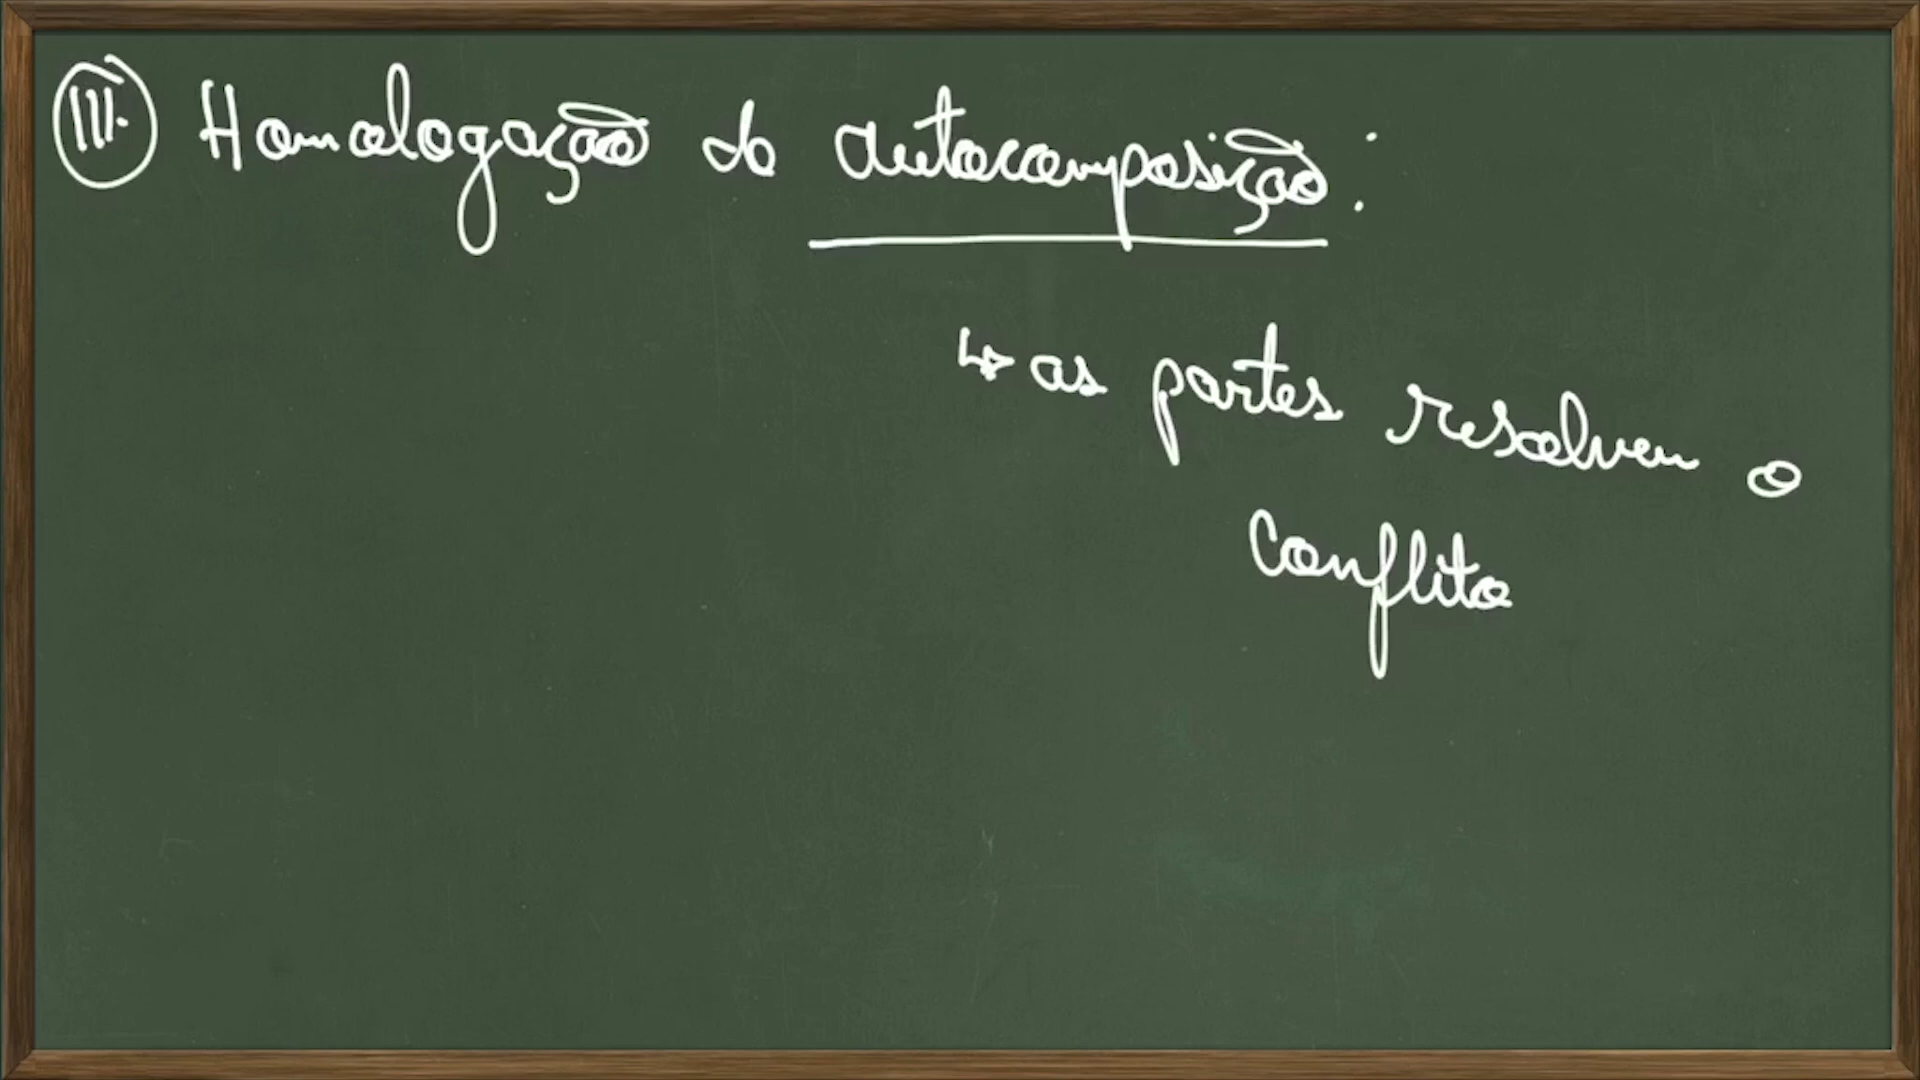 III. Homologação da autocomposição:
↳ as partes resolvem o
conflito